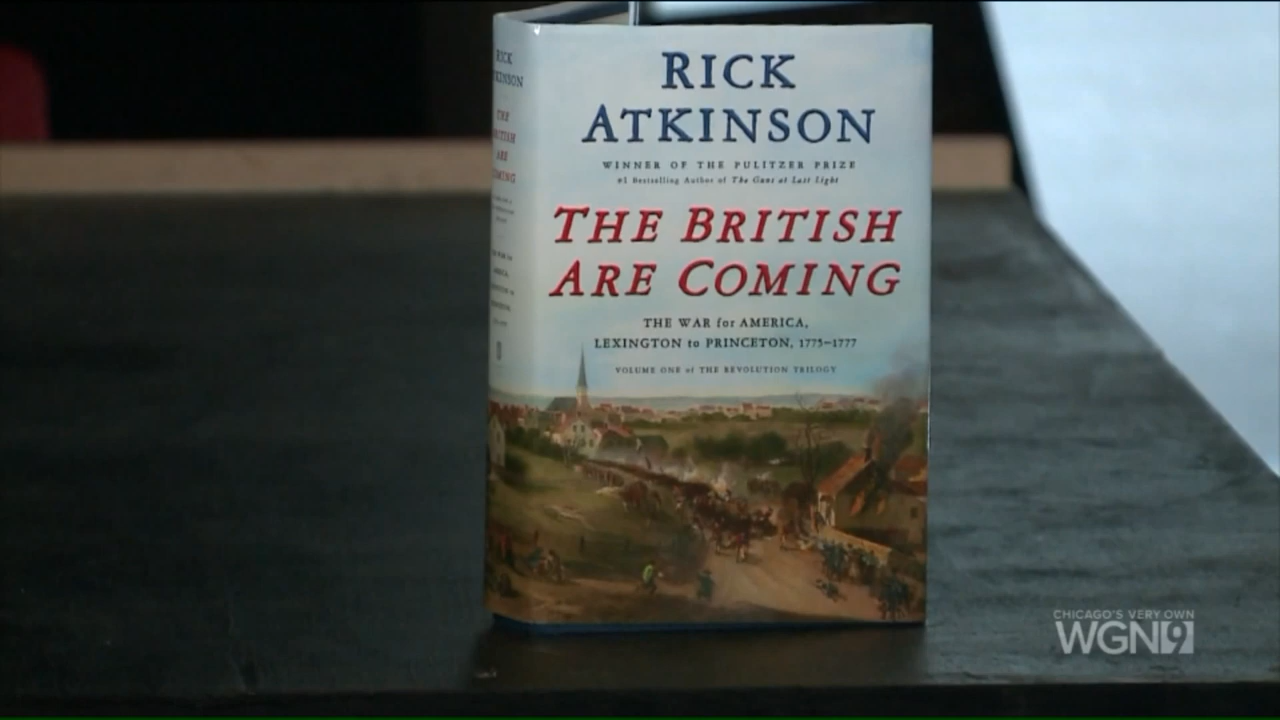 RICK
ATKINSON
WINNER OF THE PULITZER PRIZE
#1 Bestselling Author of The Guns at Last Light
THE BRITISH
ARE COMING
THE WAR for AMERICA,
LEXINGTON to PRINCETON, 1775–1777
VOLUME ONE of THE REVOLUTION TRILOGY
RICK
ATKINSON
THE
BRITISH
ARE
COMING
CHICAGO'S VERY OWN
WGN9